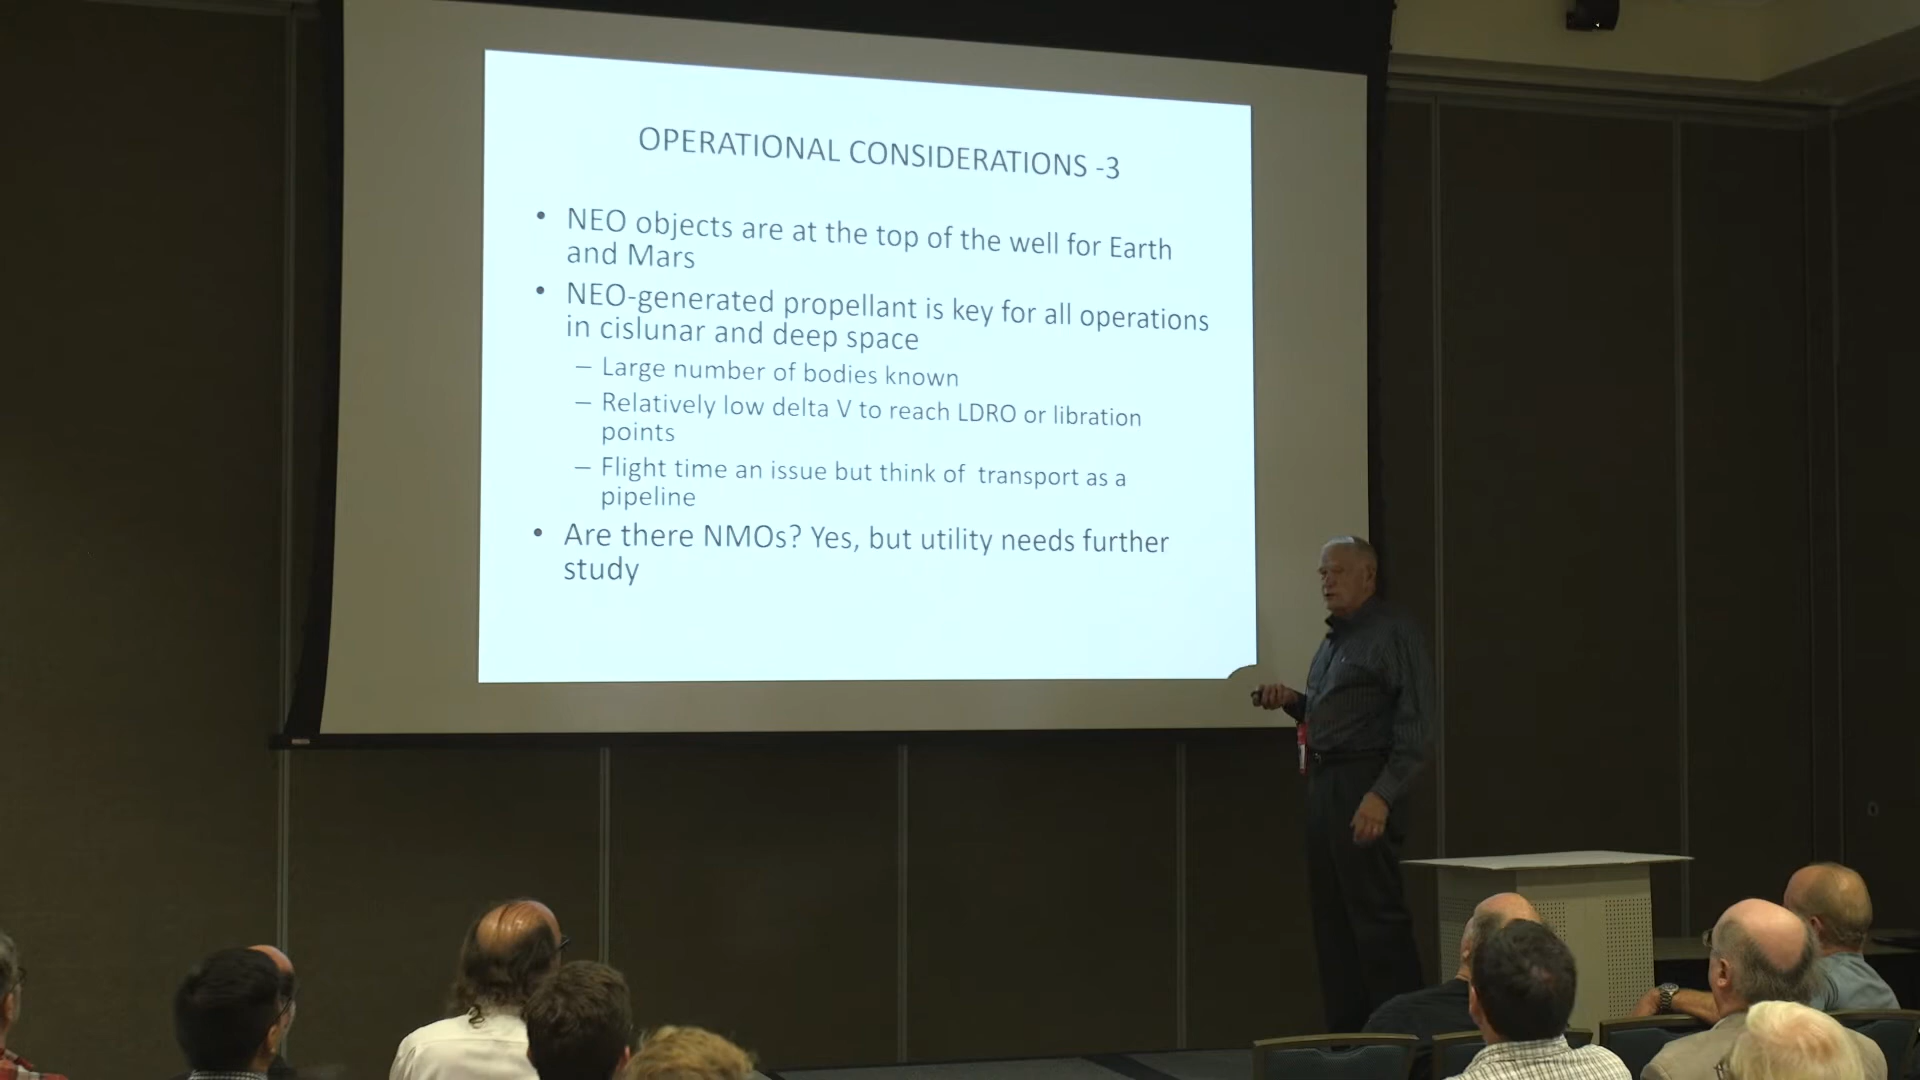 OPERATIONAL CONSIDERATIONS -3
• NEO objects are at the top of the well for Earth
and Mars
• NEO-generated propellant is key for all operations
in cislunar and deep space
– Large number of bodies known
– Relatively low delta V to reach LDRO or libration
points
– Flight time an issue but think of transport as a
pipeline
• Are there NMOs? Yes, but utility needs further
study